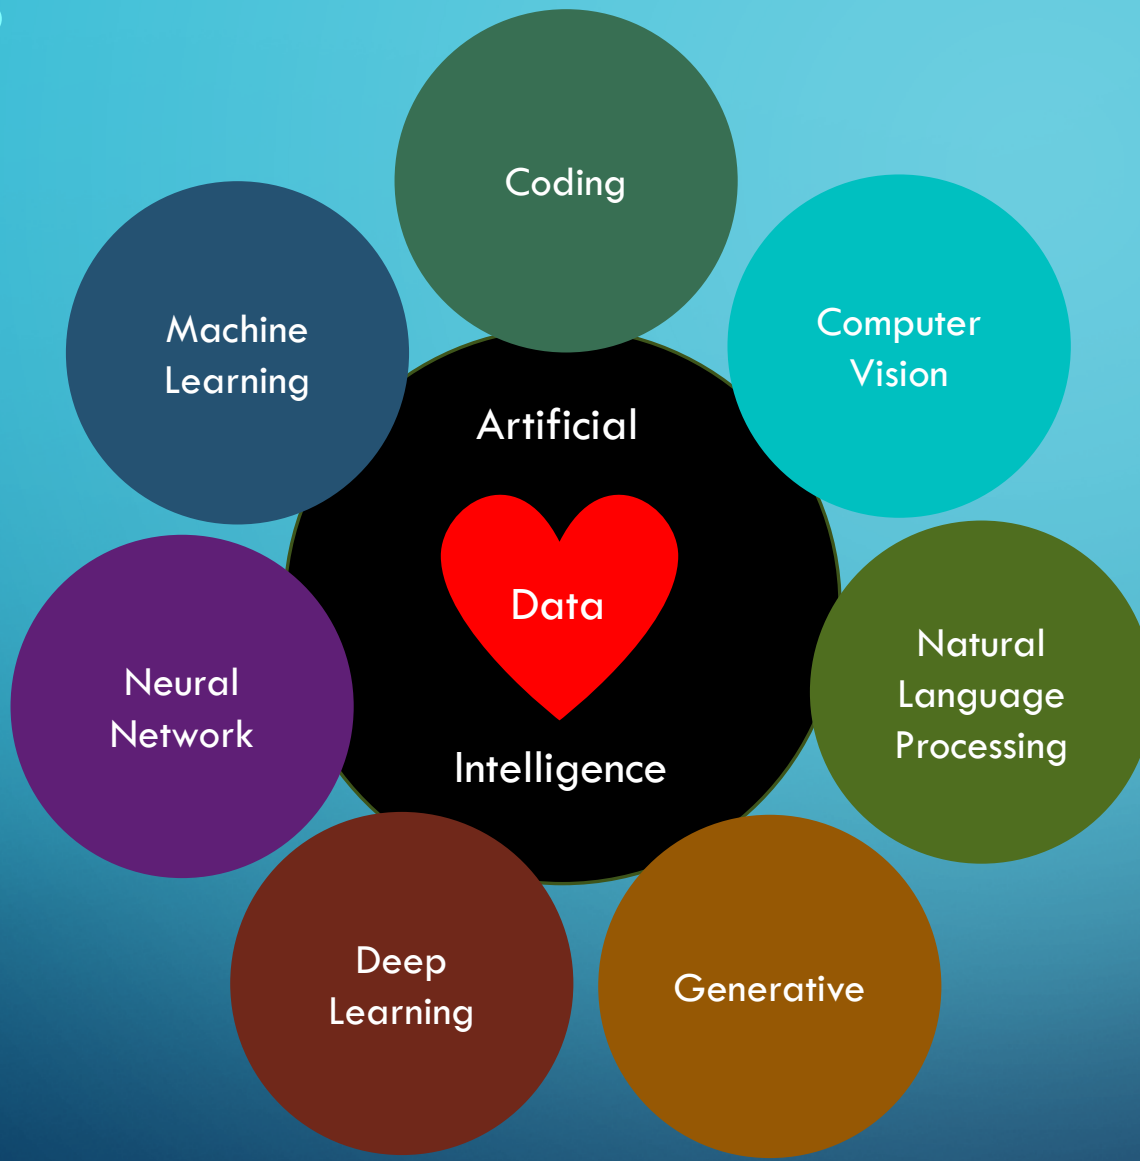 Coding
Machine
Learning
Computer
Vision
Artificial
Data
Intelligence
Neural
Network
Natural
Language
Processing
Deep
Learning
Generative